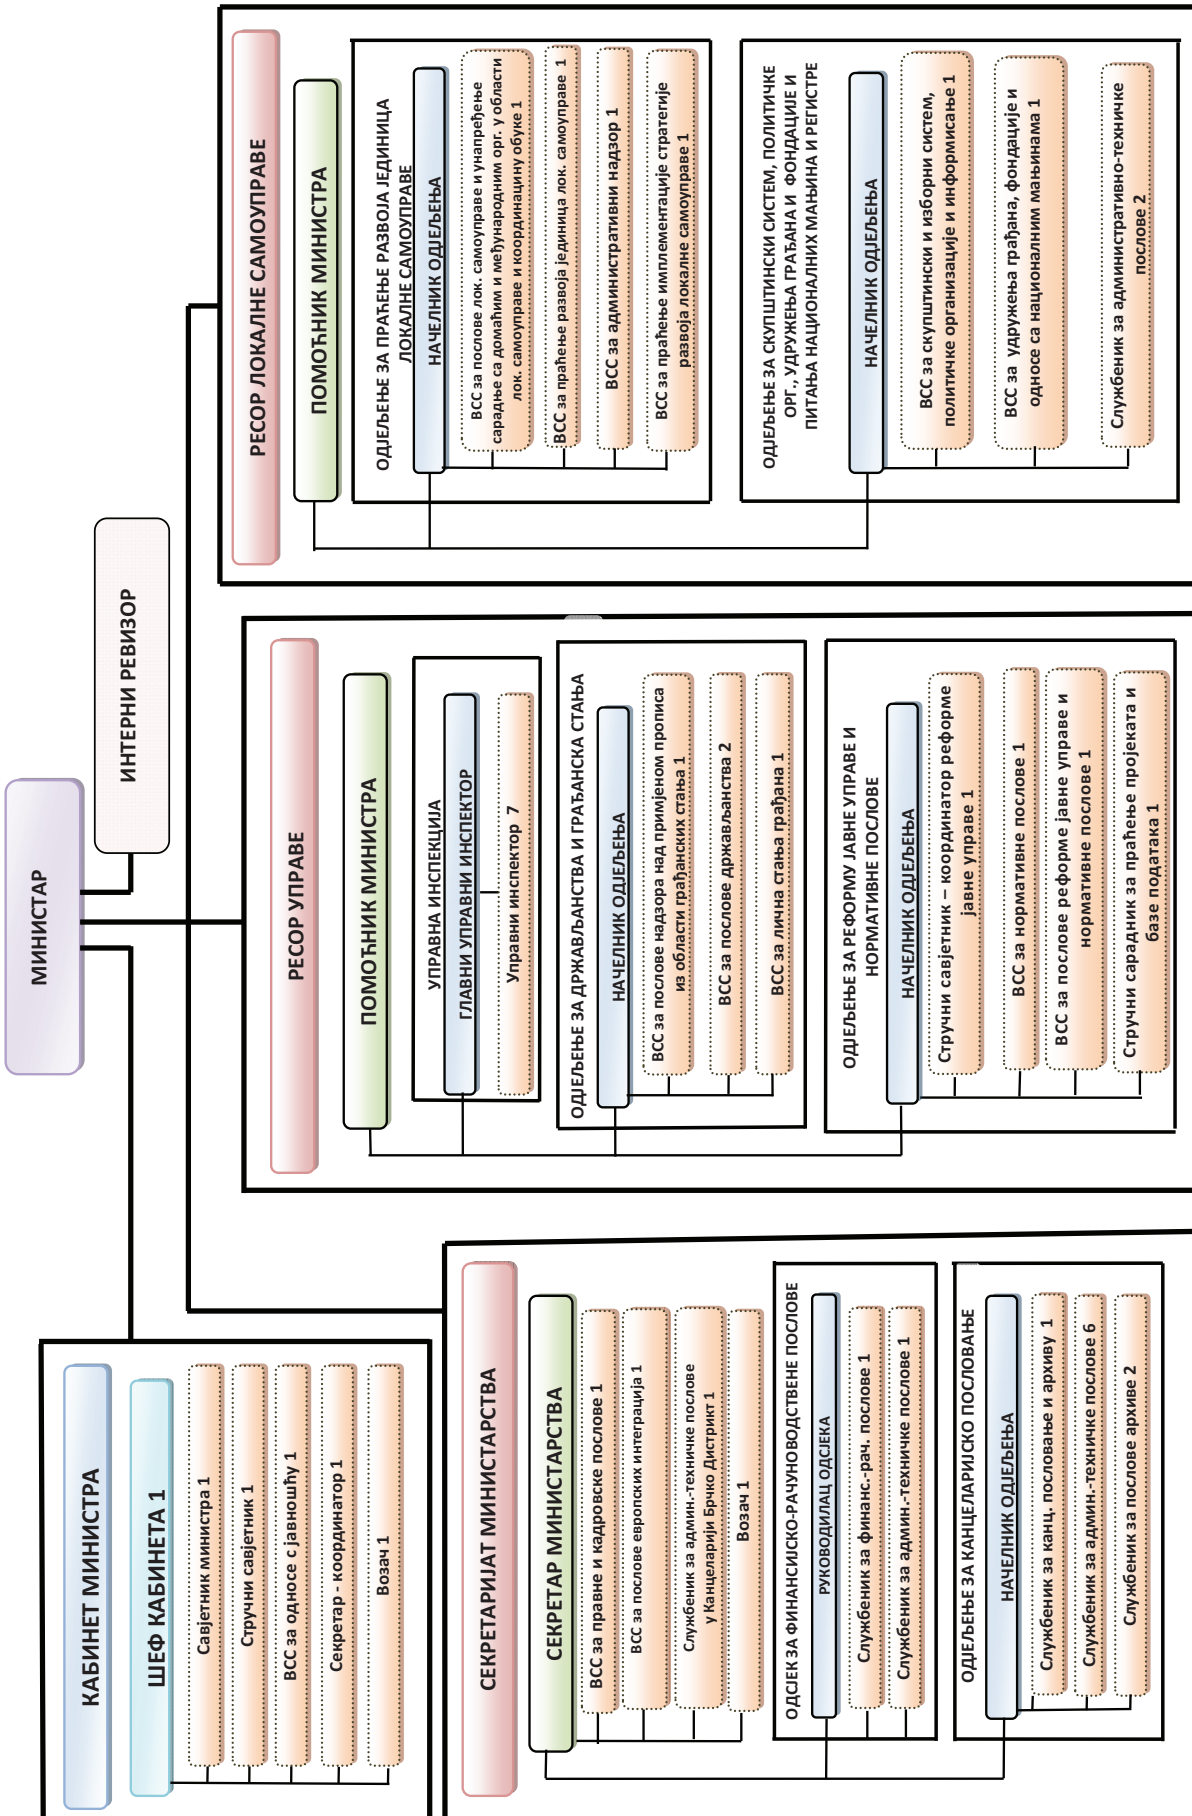 МИНИСТАР
ИНТЕРНИ РЕВИЗОР
КАБИНЕТ МИНИСТРА
ШЕФ КАБИНЕТА 1
Савјетник министра 1
Стручни савјетник 1
ВСС за односе с јавношћу 1
Секретар - координатор 1
Возач 1
СЕКРЕТАРИЈАТ МИНИСТАРСТВА
СЕКРЕТАР МИНИСТАРСТВА
ВСС за правне и кадровске послове 1
ВСС за послове европских интеграција 1
Службеник за админ.-техничке послове
у Канцеларији Брчко Дистрикт 1
Возач 1
ОДСЈЕК ЗА ФИНАНСИЈСКО-РАЧУНОВОДСТВЕНЕ ПОСЛОВЕ
РУКОВОДИЛАЦ ОДСЈЕКА
Службеник за финанс.-рач. послове 1
Службеник за админ.-техничке послове 1
ОДЈЕЉЕЊЕ ЗА КАНЦЕЛАРИЈСКО ПОСЛОВАЊЕ
НАЧЕЛНИК ОДЈЕЉЕЊА
Службеник за канц. пословање и архиву 1
Службеник за админ.-техничке послове 6
Службеник за послове архиве 2
РЕСОР УПРАВЕ
ПОМОЋНИК МИНИСТРА
УПРАВНА ИНСПЕКЦИЈА
ГЛАВНИ УПРАВНИ ИНСПЕКТОР
Управни инспектор 7
ОДЈЕЉЕЊЕ ЗА ДРЖАВЉАНСТВА И ГРАЂАНСКА СТАЊА
НАЧЕЛНИК ОДЈЕЉЕЊА
ВСС за послове надзора над примјеном прописа
из области грађанских стања 1
ВСС за послове држављанства 2
ВСС за лична стања грађана 1
ОДЈЕЉЕЊЕ ЗА РЕФОРМУ ЈАВНЕ УПРАВЕ И
НОРМАТИВНЕ ПОСЛОВЕ
НАЧЕЛНИК ОДЈЕЉЕЊА
Стручни савјетник – координатор реформе
јавне управе 1
ВСС за нормативне послове 1
ВСС за послове реформе јавне управе и
нормативне послове 1
Стручни сарадник за праћење пројеката и
базе података 1
РЕСОР ЛОКАЛНЕ САМОУПРАВЕ
ПОМОЋНИК МИНИСТРА
ОДЈЕЉЕЊЕ ЗА ПРАЋЕЊЕ РАЗВОЈА ЈЕДИНИЦА
ЛОКАЛНЕ САМОУПРАВЕ
НАЧЕЛНИК ОДЈЕЉЕЊА
ВСС за послове лок. самоуправе и унапређење
сарадње са домаћим и међународним орг. у области
лок. самоуправе и координацину обуке 1
ВСС за праћење развоја јединица лок. самоуправе 1
ВСС за административни надзор 1
ВСС за праћење имплементације стратегије
развоја локалне самоуправе 1
ОДЈЕЉЕЊЕ ЗА СКУПШТИНСКИ СИСТЕМ, ПОЛИТИЧКЕ
ОРГ., УДРУЖЕЊА ГРАЂАНА И ФОНДАЦИЈЕ И
ПИТАЊА НАЦИОНАЛНИХ МАЊИНА И РЕГИСТРЕ
НАЧЕЛНИК ОДЈЕЉЕЊА
ВСС за скупштински и изборни систем,
политичке организације и информисање 1
ВСС за удружења грађана, фондације и
односе са националним мањинама 1
Службеник за административно-техничке
послове 2